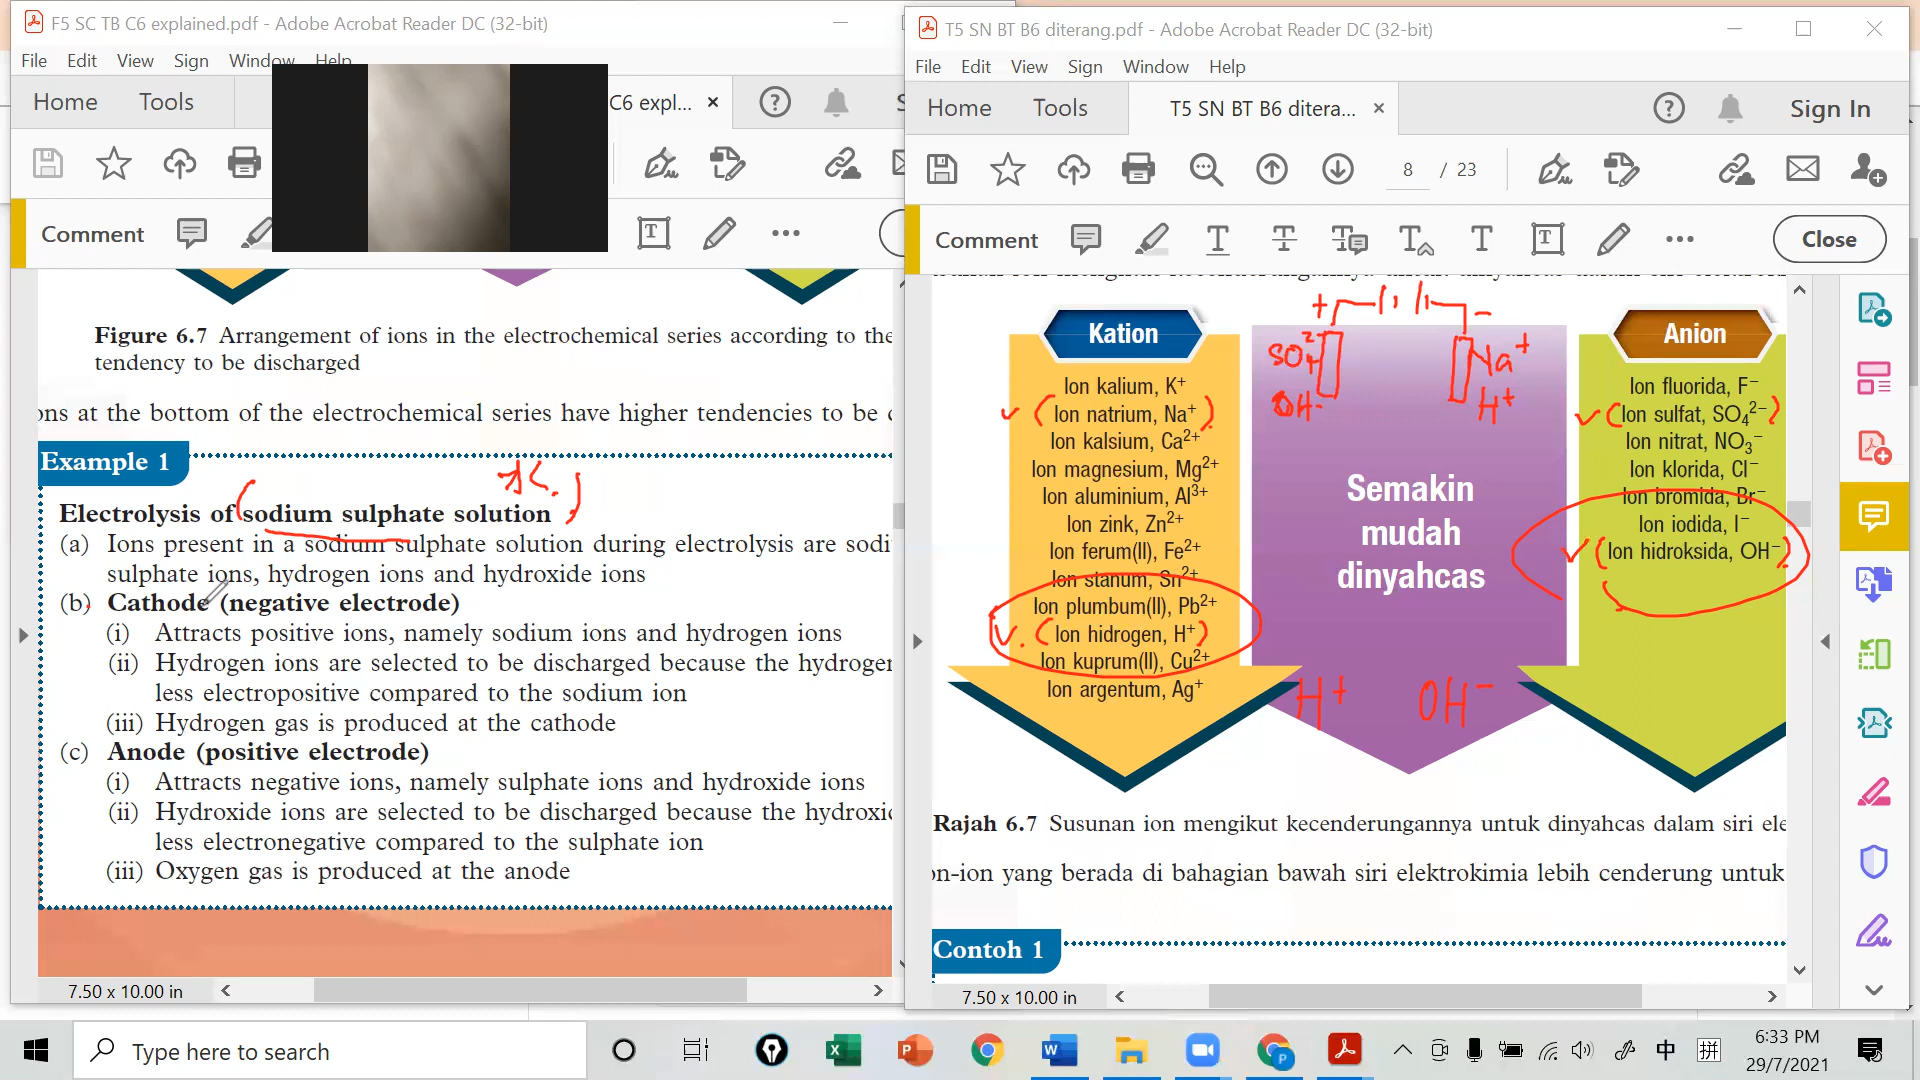 F5 SC TB C6 explained.pdf - Adobe Acrobat Reader DC (32-bit)
File Edit View Sign Window Help
Home Tools C6 expl... ×
Comment
Figure 6.7 Arrangement of ions in the electrochemical series according to the
tendency to be discharged
ons at the bottom of the electrochemical series have higher tendencies to be
Example 1
Electrolysis of sodium sulphate solution
(a) Ions present in a sodium sulphate solution during electrolysis are sodi
sulphate ions, hydrogen ions and hydroxide ions
(b) Cathode (negative electrode)
(i) Attracts positive ions, namely sodium ions and hydrogen ions
(ii) Hydrogen ions are selected to be discharged because the hydroger
less electropositive compared to the sodium ion
(iii) Hydrogen gas is produced at the cathode
(c) Anode (positive electrode)
(i) Attracts negative ions, namely sulphate ions and hydroxide ions
(ii) Hydroxide ions are selected to be discharged because the hydroxid
less electronegative compared to the sulphate ion
(iii) Oxygen gas is produced at the anode
7.50 x 10.00 in
T5 SN BT B6 diterang.pdf - Adobe Acrobat Reader DC (32-bit)
File Edit View Sign Window Help
Home Tools T5 SN BT B6 ditera... × Sign In
8 / 23
Comment Close
Kation
Ion kalium, K⁺
Ion natrium, Na⁺
Ion kalsium, Ca²⁺
Ion magnesium, Mg²⁺
Ion aluminium, Al³⁺
Ion zink, Zn²⁺
Ion ferum(II), Fe²⁺
Ion stanum, Sn²⁺
Ion plumbum(II), Pb²⁺
Ion hidrogen, H⁺
Ion kuprum(II), Cu²⁺
Ion argentum, Ag⁺
+ −
SO₄²⁻ Na⁺
OH⁻ H⁺
Semakin
mudah
dinyahcas
H⁺ OH⁻
Anion
Ion fluorida, F⁻
Ion sulfat, SO₄²⁻
Ion nitrat, NO₃⁻
Ion klorida, Cl⁻
Ion bromida, Br⁻
Ion iodida, I⁻
Ion hidroksida, OH⁻
Rajah 6.7 Susunan ion mengikut kecenderungannya untuk dinyahcas dalam siri ele
on-ion yang berada di bahagian bawah siri elektrokimia lebih cenderung untuk
Contoh 1
7.50 x 10.00 in
Type here to search
中 拼
6:33 PM
29/7/2021